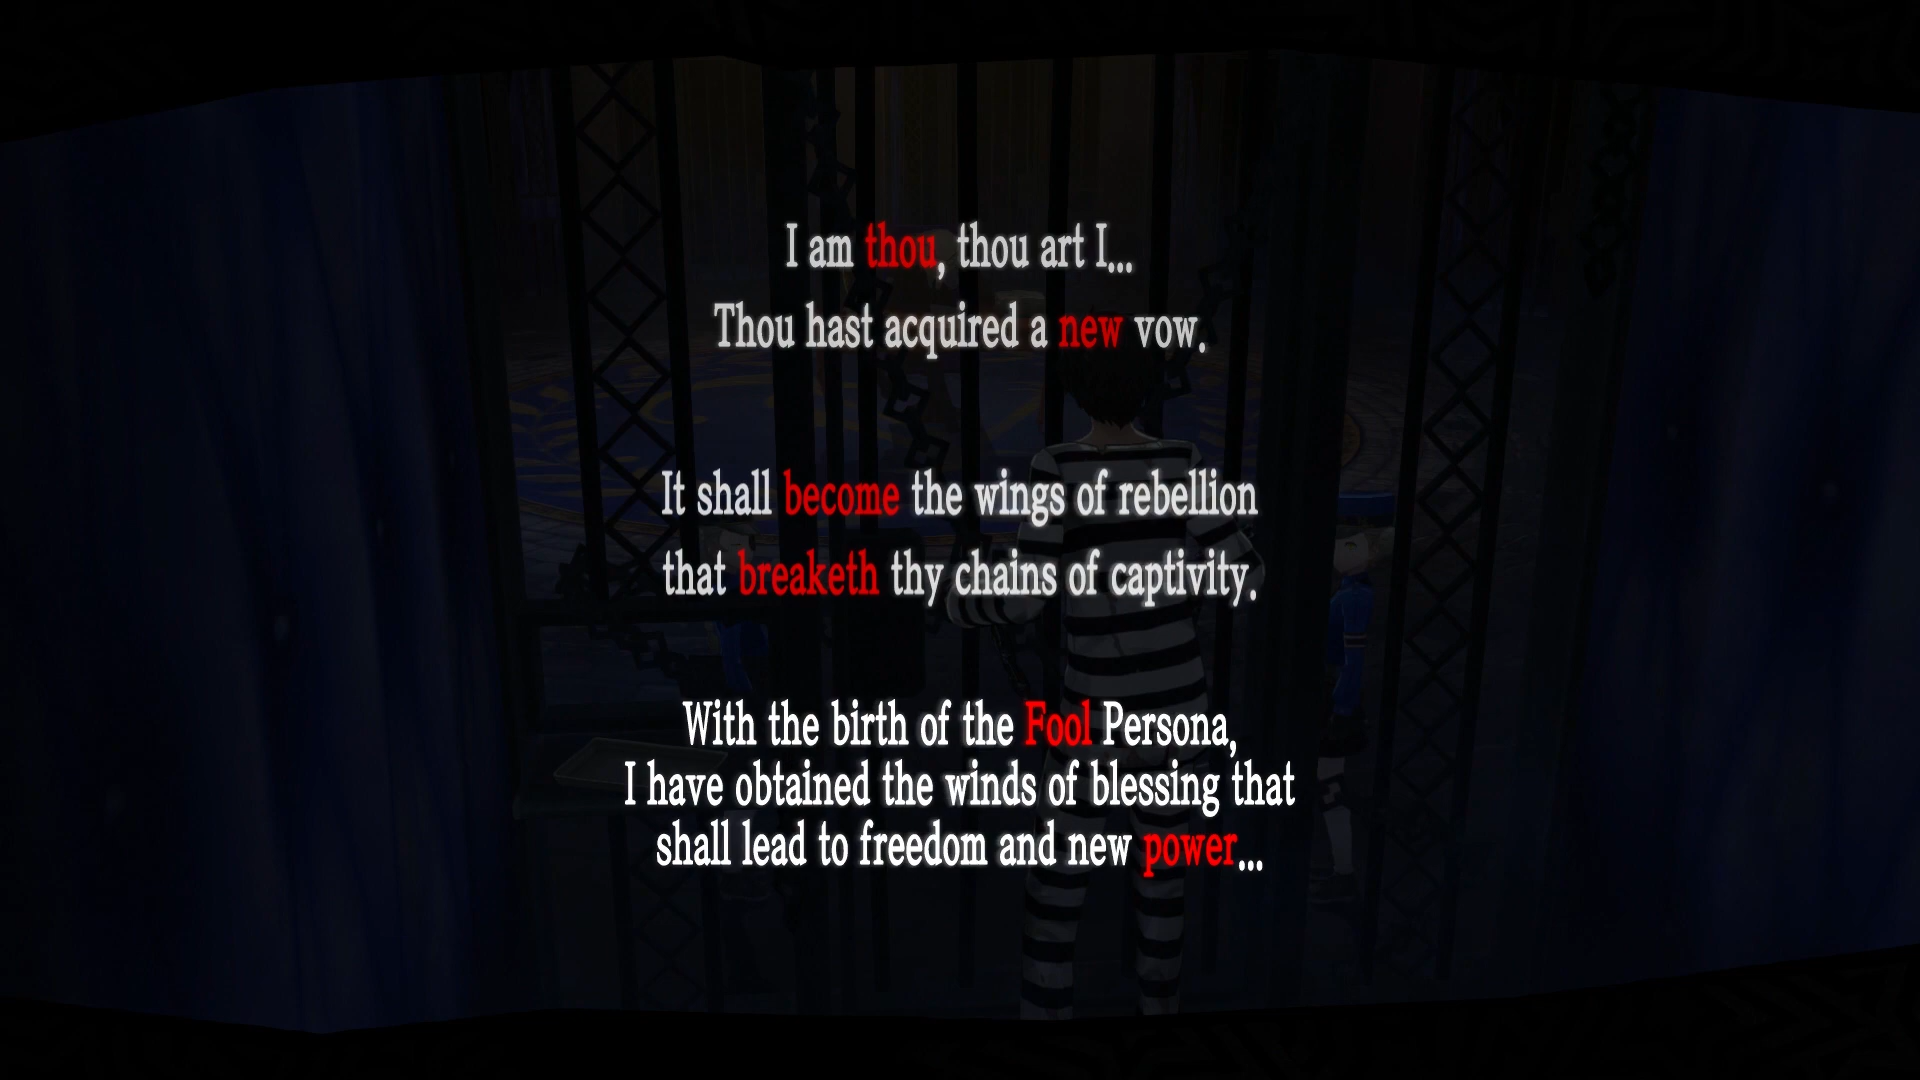 I am thou, thou art I...
Thou hast acquired a new vow.
It shall become the wings of rebellion
that breaketh thy chains of captivity.
With the birth of the Fool Persona,
I have obtained the winds of blessing that
shall lead to freedom and new power...